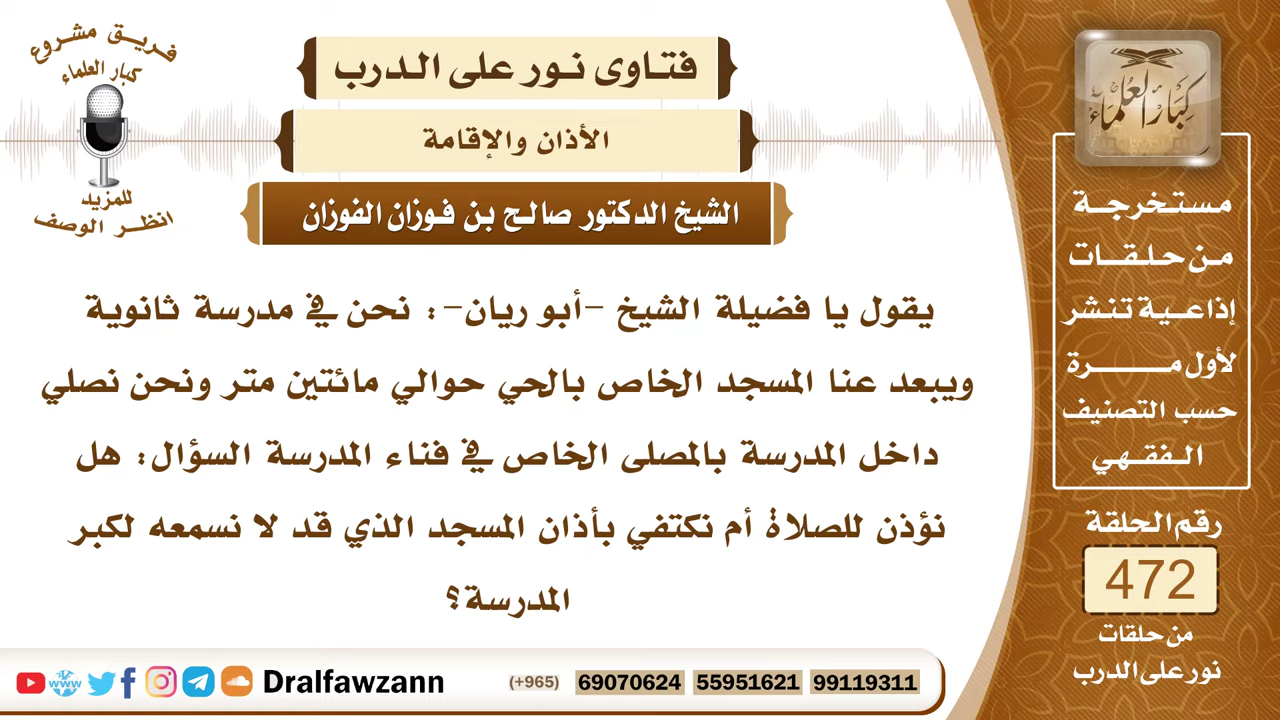 فريق مشروع
كبار العلماء
للمزيد
انظر الوصف
فتاوى نور على الدرب
الأذان والإقامة
الشيخ الدكتور صالح بن فوزان الفوزان
يقول يا فضيلة الشيخ -أبو ريان-: نحن في مدرسة ثانوية
ويبعد عنا المسجد الخاص بالحي حوالي مائتين متر ونحن نصلي
داخل المدرسة بالمصلى الخاص في فناء المدرسة السؤال: هل
نؤذن للصلاة أم نكتفي بأذان المسجد الذي قد لا نسمعه لكبر
المدرسة؟
كبار العلماء
مستخرجة
من حلقات
إذاعية تنشر
لأول مرة
حسب التصنيف
الفقهي
رقم الحلقة
472
من حلقات
نور على الدرب
www
Dralfawzann
(+965) 69070624 55951621 99119311